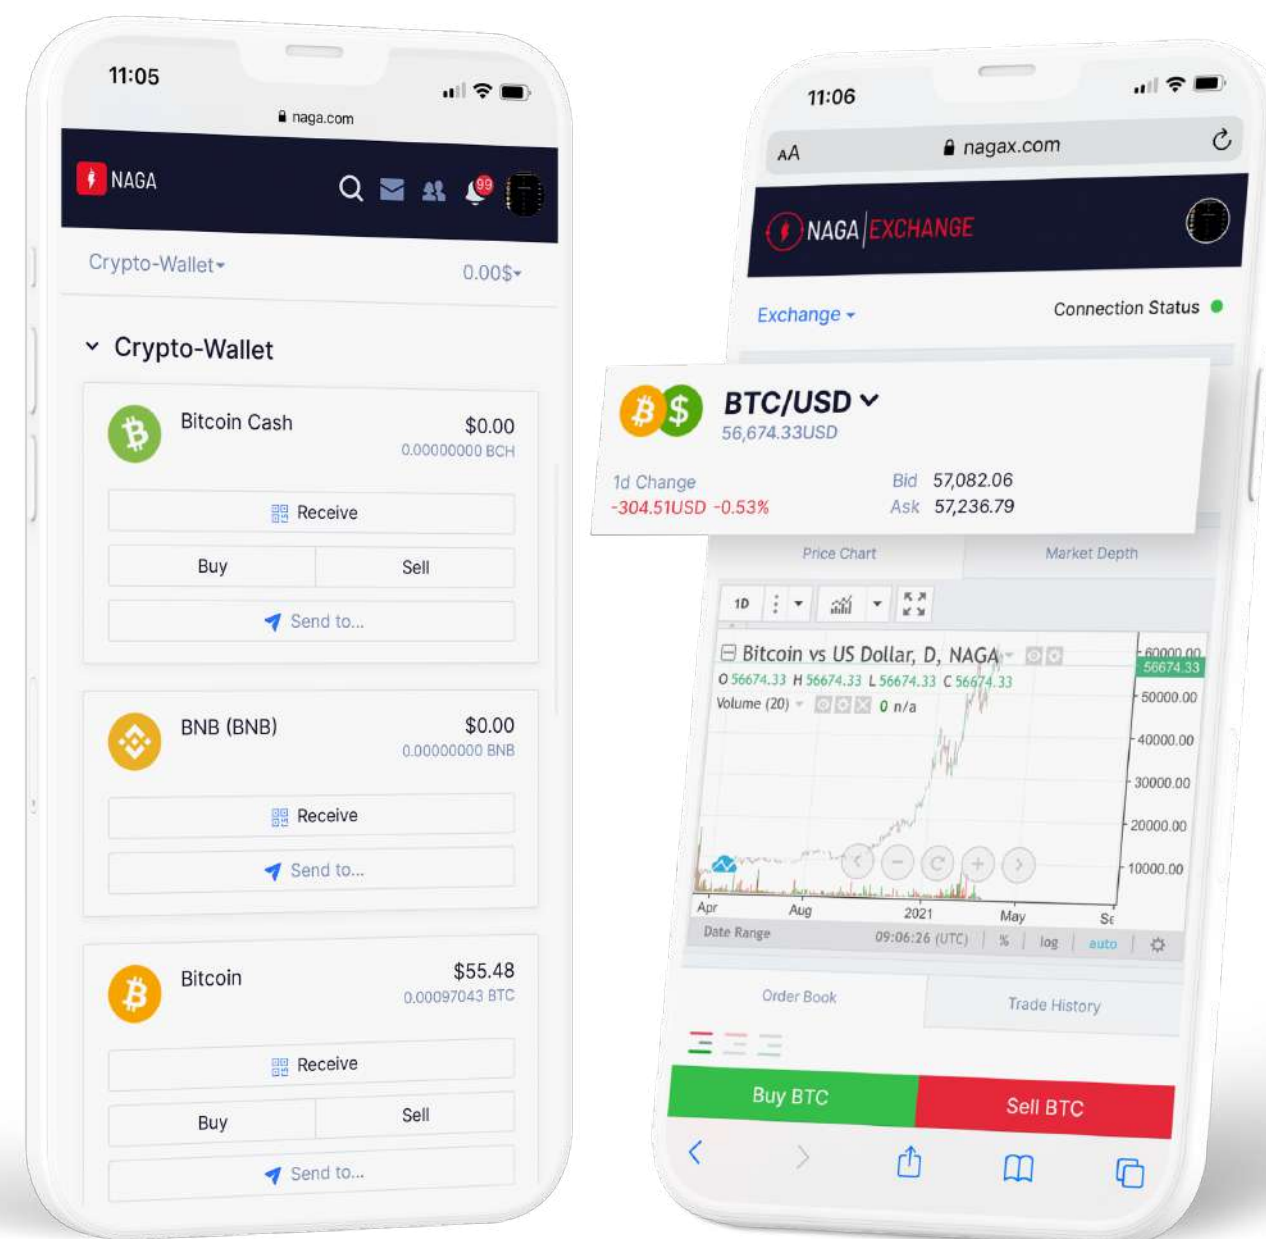 11:05
naga.com
NAGA
99
Crypto-Wallet
0.00$
Crypto-Wallet
Bitcoin Cash
$0.00
0.00000000 BCH
Receive
Buy
Sell
Send to...
BNB (BNB)
$0.00
0.00000000 BNB
Receive
Send to...
Bitcoin
$55.48
0.00097043 BTC
Receive
Buy
Sell
Send to...
11:06
AA
nagax.com
NAGA EXCHANGE
Exchange
Connection Status
BTC/USD
56,674.33USD
1d Change
-304.51USD -0.53%
Bid 57,082.06
Ask 57,236.79
Price Chart
Market Depth
1D
Bitcoin vs US Dollar, D, NAGA
O 56674.33 H 56674.33 L 56674.33 C 56674.33
Volume (20) 0 n/a
60000.00
56674.33
50000.00
40000.00
30000.00
20000.00
10000.00
Apr Aug 2021 May Se
Date Range
09:06:26 (UTC) % log auto
Order Book
Trade History
Buy BTC
Sell BTC